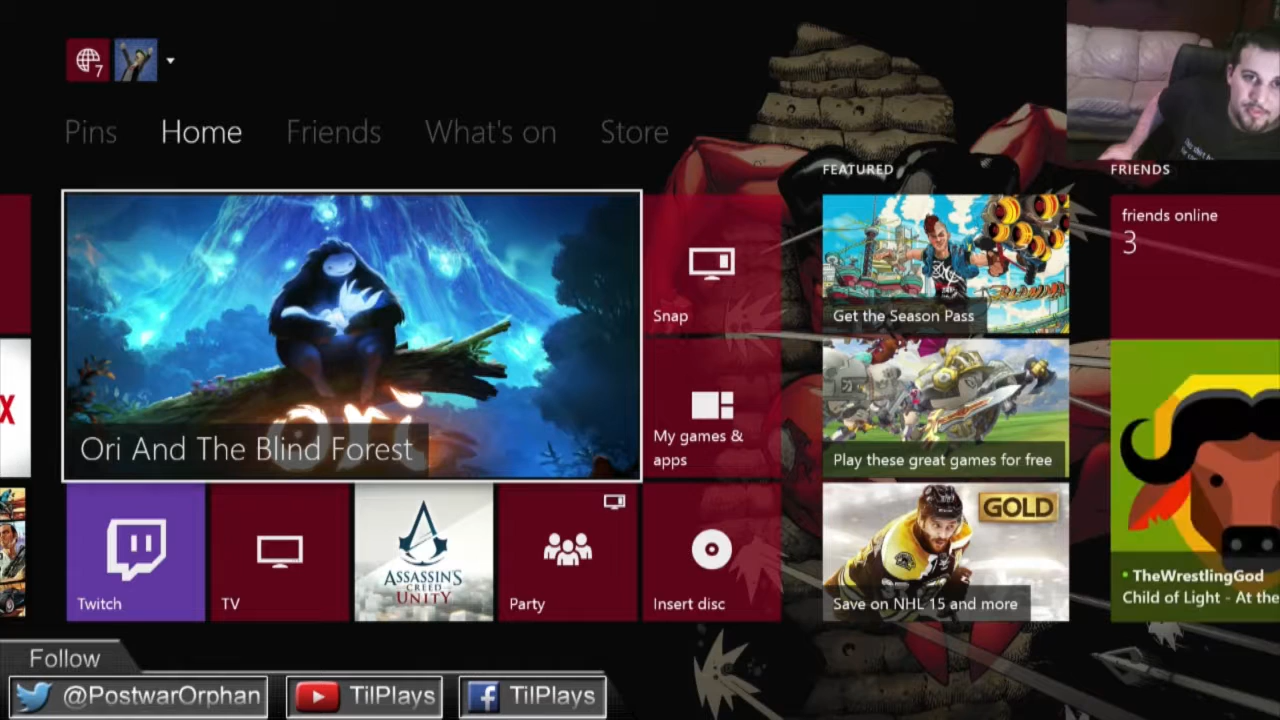 7
Pins Home Friends What's on Store
FEATURED
FRIENDS
ori
Ori And The Blind Forest
Snap
My games &
apps
Get the Season Pass
Play these great games for free
GOLD
Save on NHL 15 and more
friends online
3
TheWrestlingGod
Child of Light - At the
X
Twitch
TV
ASSASSIN'S
CREED
UNITY
Party
Insert disc
Follow
@PostwarOrphan
TilPlays
TilPlays